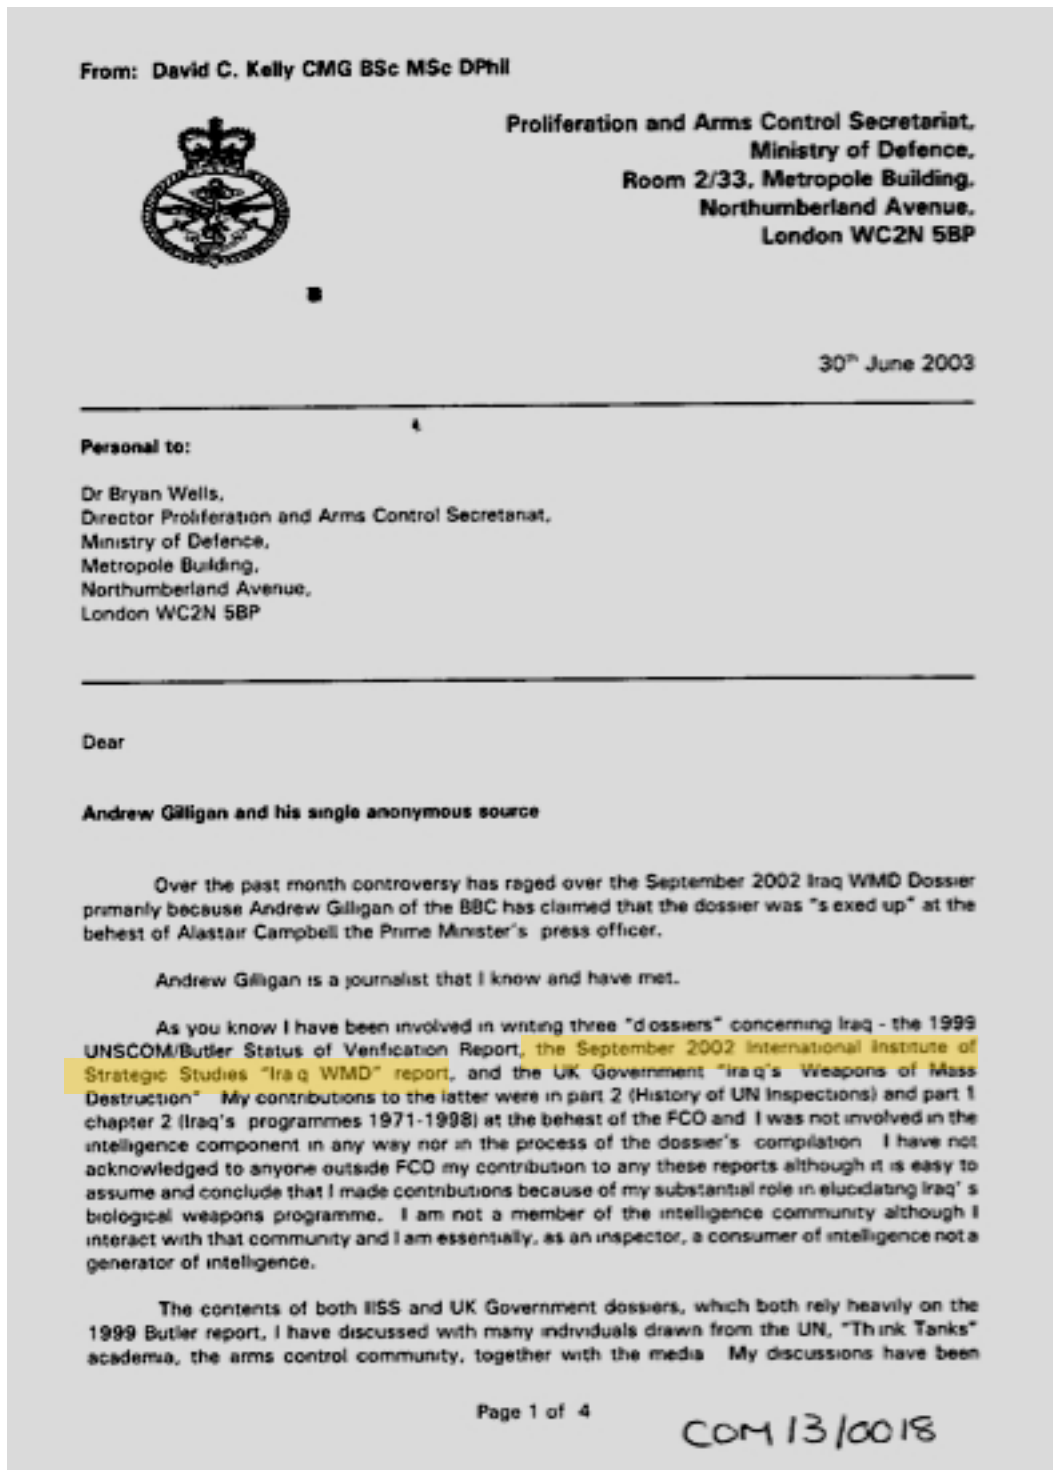 From: David C. Kelly CMG BSc MSc DPhil
Proliferation and Arms Control Secretariat,
Ministry of Defence,
Room 2/33, Metropole Building,
Northumberland Avenue,
London WC2N 5BP
30th June 2003
Personal to:
Dr Bryan Wells,
Director Proliferation and Arms Control Secretariat,
Ministry of Defence,
Metropole Building,
Northumberland Avenue,
London WC2N 5BP
Dear
Andrew Gilligan and his single anonymous source
Over the past month controversy has raged over the September 2002 Iraq WMD Dossier
primarily because Andrew Gilligan of the BBC has claimed that the dossier was "sexed up" at the
behest of Alastair Campbell the Prime Minister's press officer.
Andrew Gilligan is a journalist that I know and have met.
As you know I have been involved in writing three "dossiers" concerning Iraq - the 1999
UNSCOM/Butler Status of Verification Report, the September 2002 International Institute of
Strategic Studies "Iraq WMD" report, and the UK Government "Iraq's Weapons of Mass
Destruction" My contributions to the latter were in part 2 (History of UN Inspections) and part 1
chapter 2 (Iraq's programmes 1971-1998) at the behest of the FCO and I was not involved in the
intelligence component in any way nor in the process of the dossier's compilation I have not
acknowledged to anyone outside FCO my contribution to any these reports although it is easy to
assume and conclude that I made contributions because of my substantial role in elucidating Iraq's
biological weapons programme. I am not a member of the intelligence community although I
interact with that community and I am essentially, as an inspector, a consumer of intelligence not a
generator of intelligence.
The contents of both IISS and UK Government dossiers, which both rely heavily on the
1999 Butler report, I have discussed with many individuals drawn from the UN, "Think Tanks"
academia, the arms control community, together with the media My discussions have been
Page 1 of 4
COM 13/0018